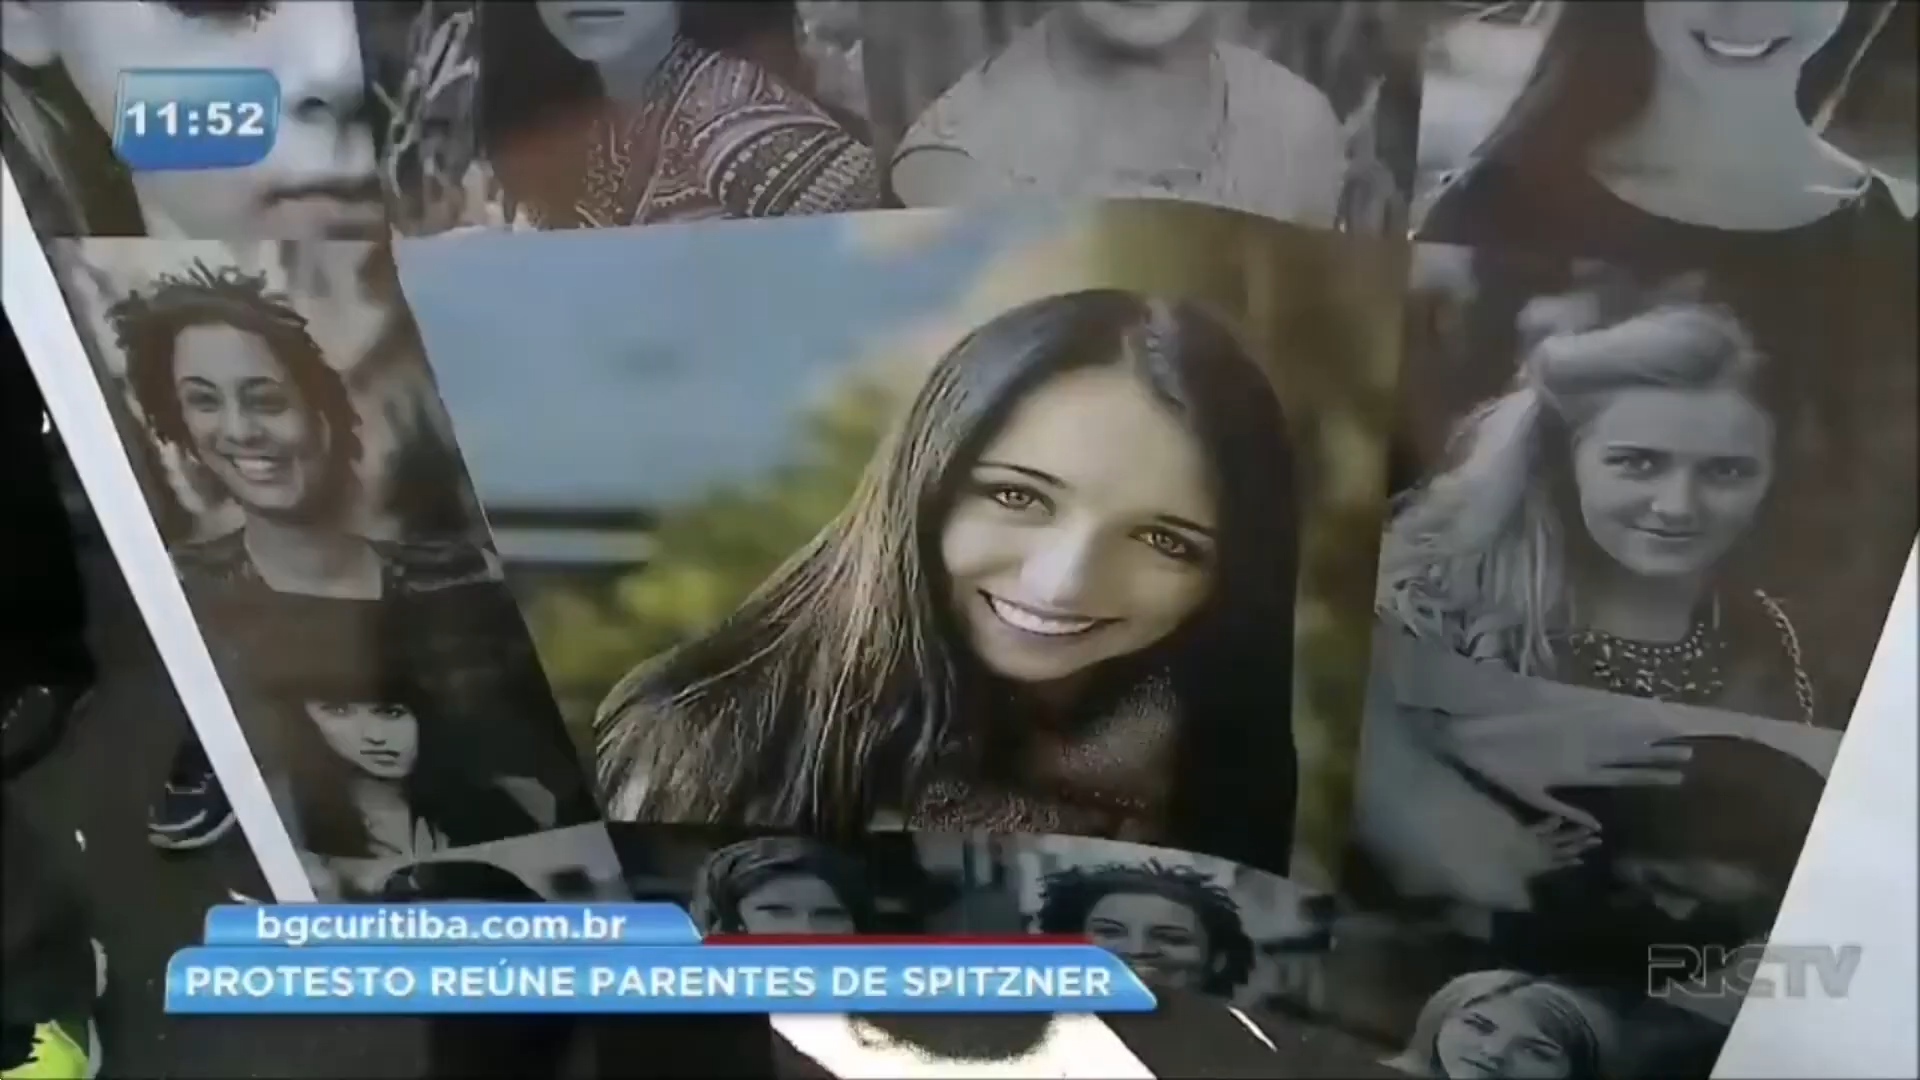 11:52
bgcuritiba.com.br
PROTESTO REÚNE PARENTES DE SPITZNER
RICTV